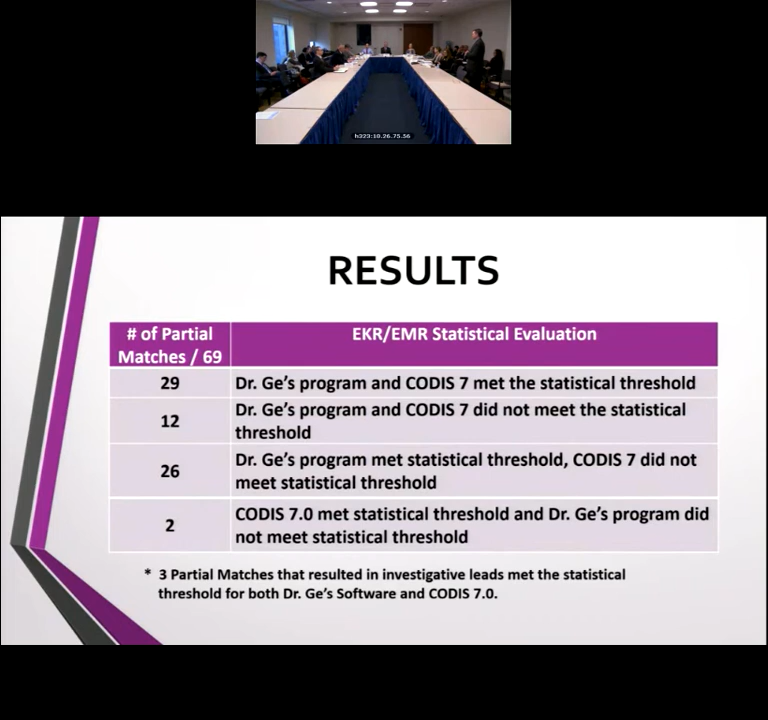 h323:10.26.75.56
RESULTS
# of Partial
Matches / 69
EKR/EMR Statistical Evaluation
29
Dr. Ge's program and CODIS 7 met the statistical threshold
12
Dr. Ge's program and CODIS 7 did not meet the statistical
threshold
26
Dr. Ge's program met statistical threshold, CODIS 7 did not
meet statistical threshold
2
CODIS 7.0 met statistical threshold and Dr. Ge's program did
not meet statistical threshold
* 3 Partial Matches that resulted in investigative leads met the statistical
threshold for both Dr. Ge's Software and CODIS 7.0.